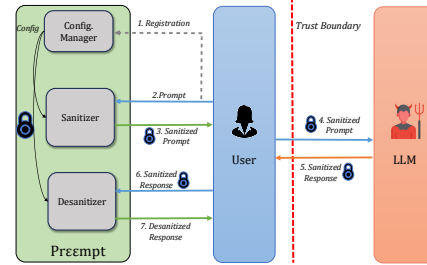 Config
Config.
Manager
1. Registration
Trust Boundary
2.Prompt
Sanitizer
3. Sanitized
Prompt
4. Sanitized
Prompt
User
LLM
5. Sanitized
Response
6. Sanitized
Response
Desanitizer
7. Desanitized
Response
Prεεmpt